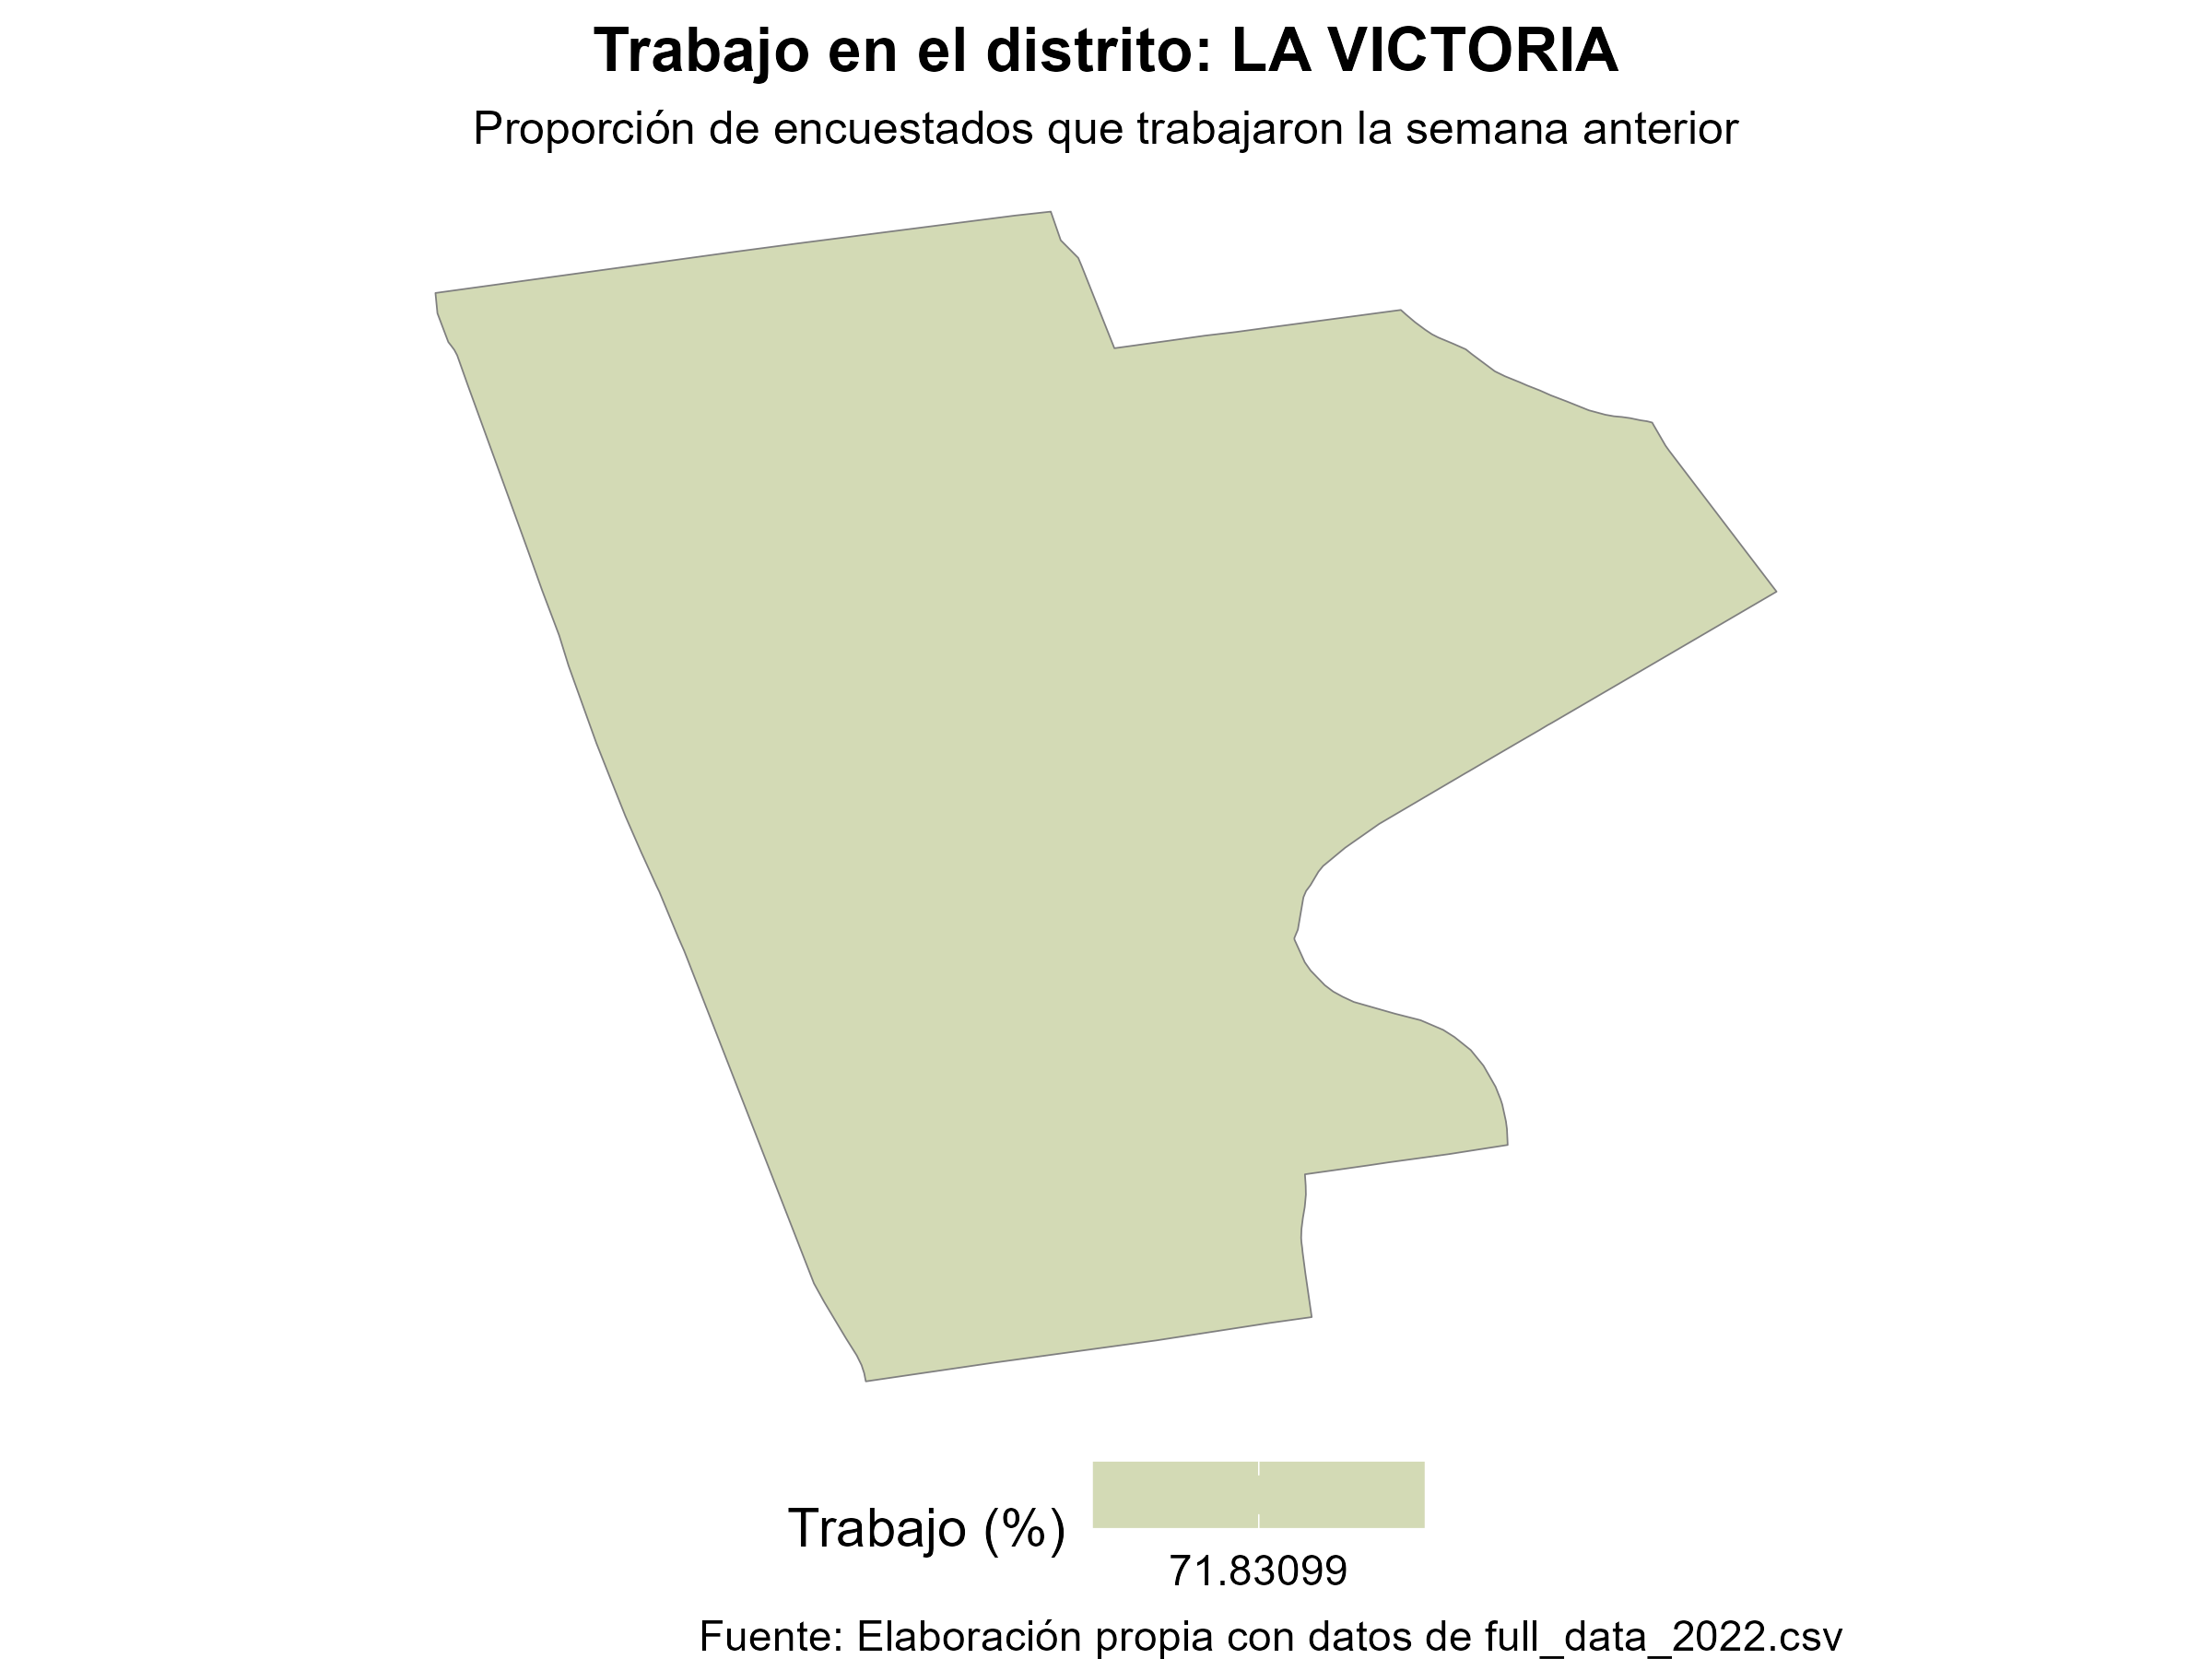 Trabajo en el distrito: LA VICTORIA
Proporción de encuestados que trabajaron la semana anterior
Trabajo (%)
71.83099
Fuente: Elaboración propia con datos de full_data_2022.csv